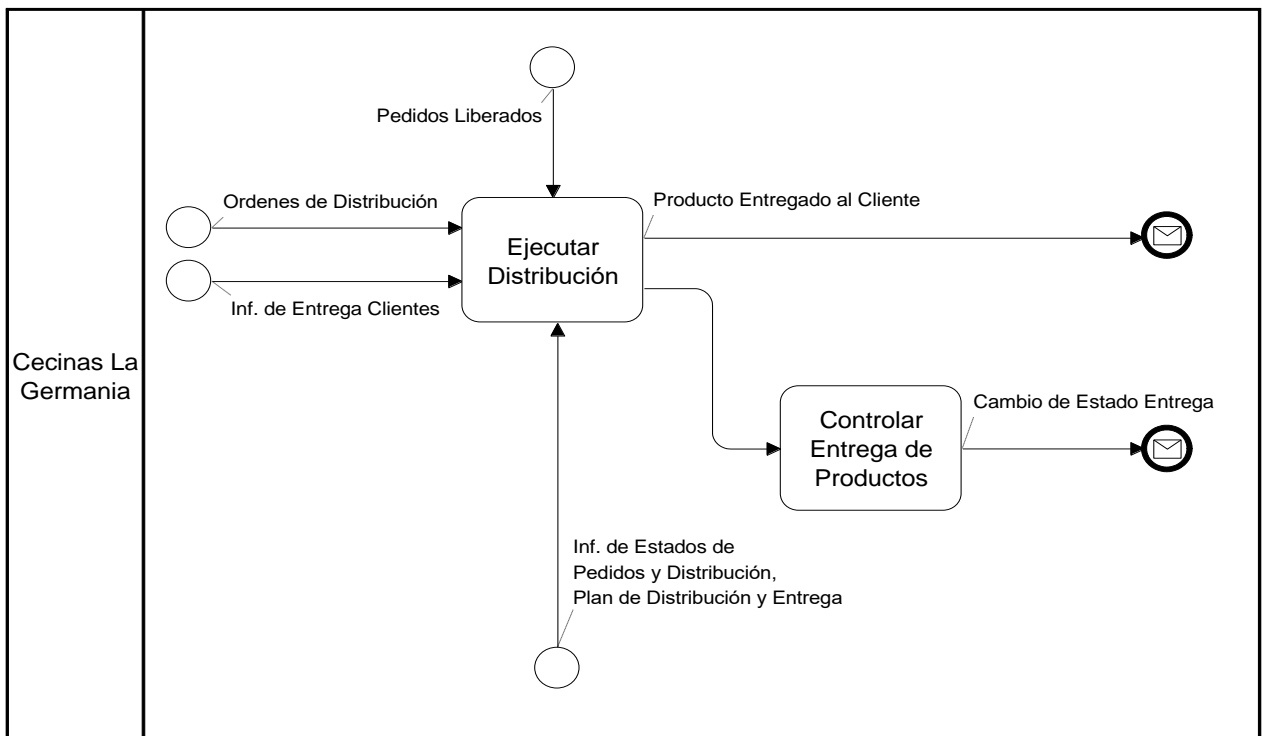 Pedidos Liberados
Ordenes de Distribución
Inf. de Entrega Clientes
Ejecutar
Distribución
Producto Entregado al Cliente
Cecinas La
Germania
Controlar
Entrega de
Productos
Cambio de Estado Entrega
Inf. de Estados de
Pedidos y Distribución,
Plan de Distribución y Entrega